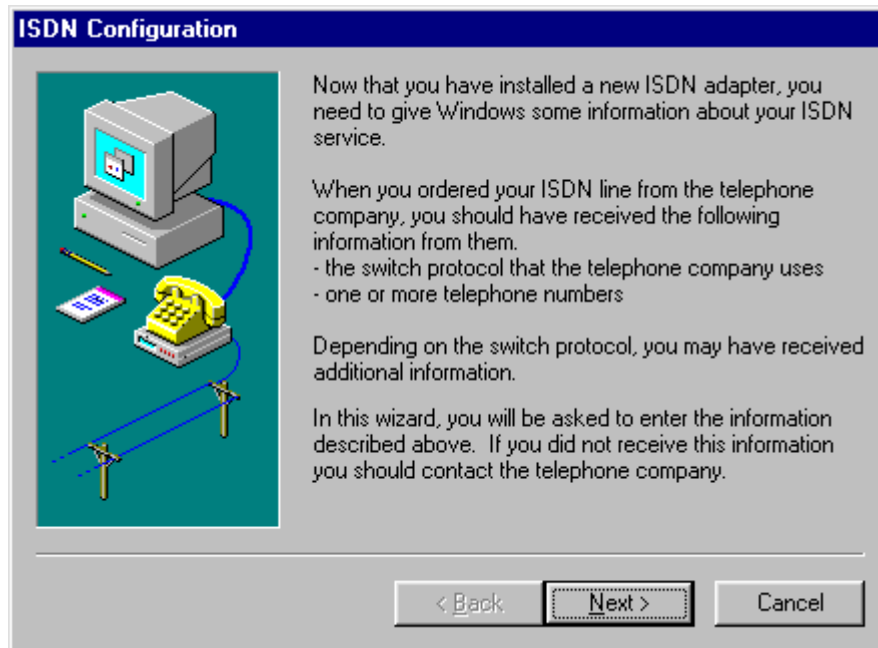 ISDN Configuration
Now that you have installed a new ISDN adapter, you
need to give Windows some information about your ISDN
service.
When you ordered your ISDN line from the telephone
company, you should have received the following
information from them.
- the switch protocol that the telephone company uses
- one or more telephone numbers
Depending on the switch protocol, you may have received
additional information.
In this wizard, you will be asked to enter the information
described above.  If you did not receive this information
you should contact the telephone company.
< Back
Next >
Cancel